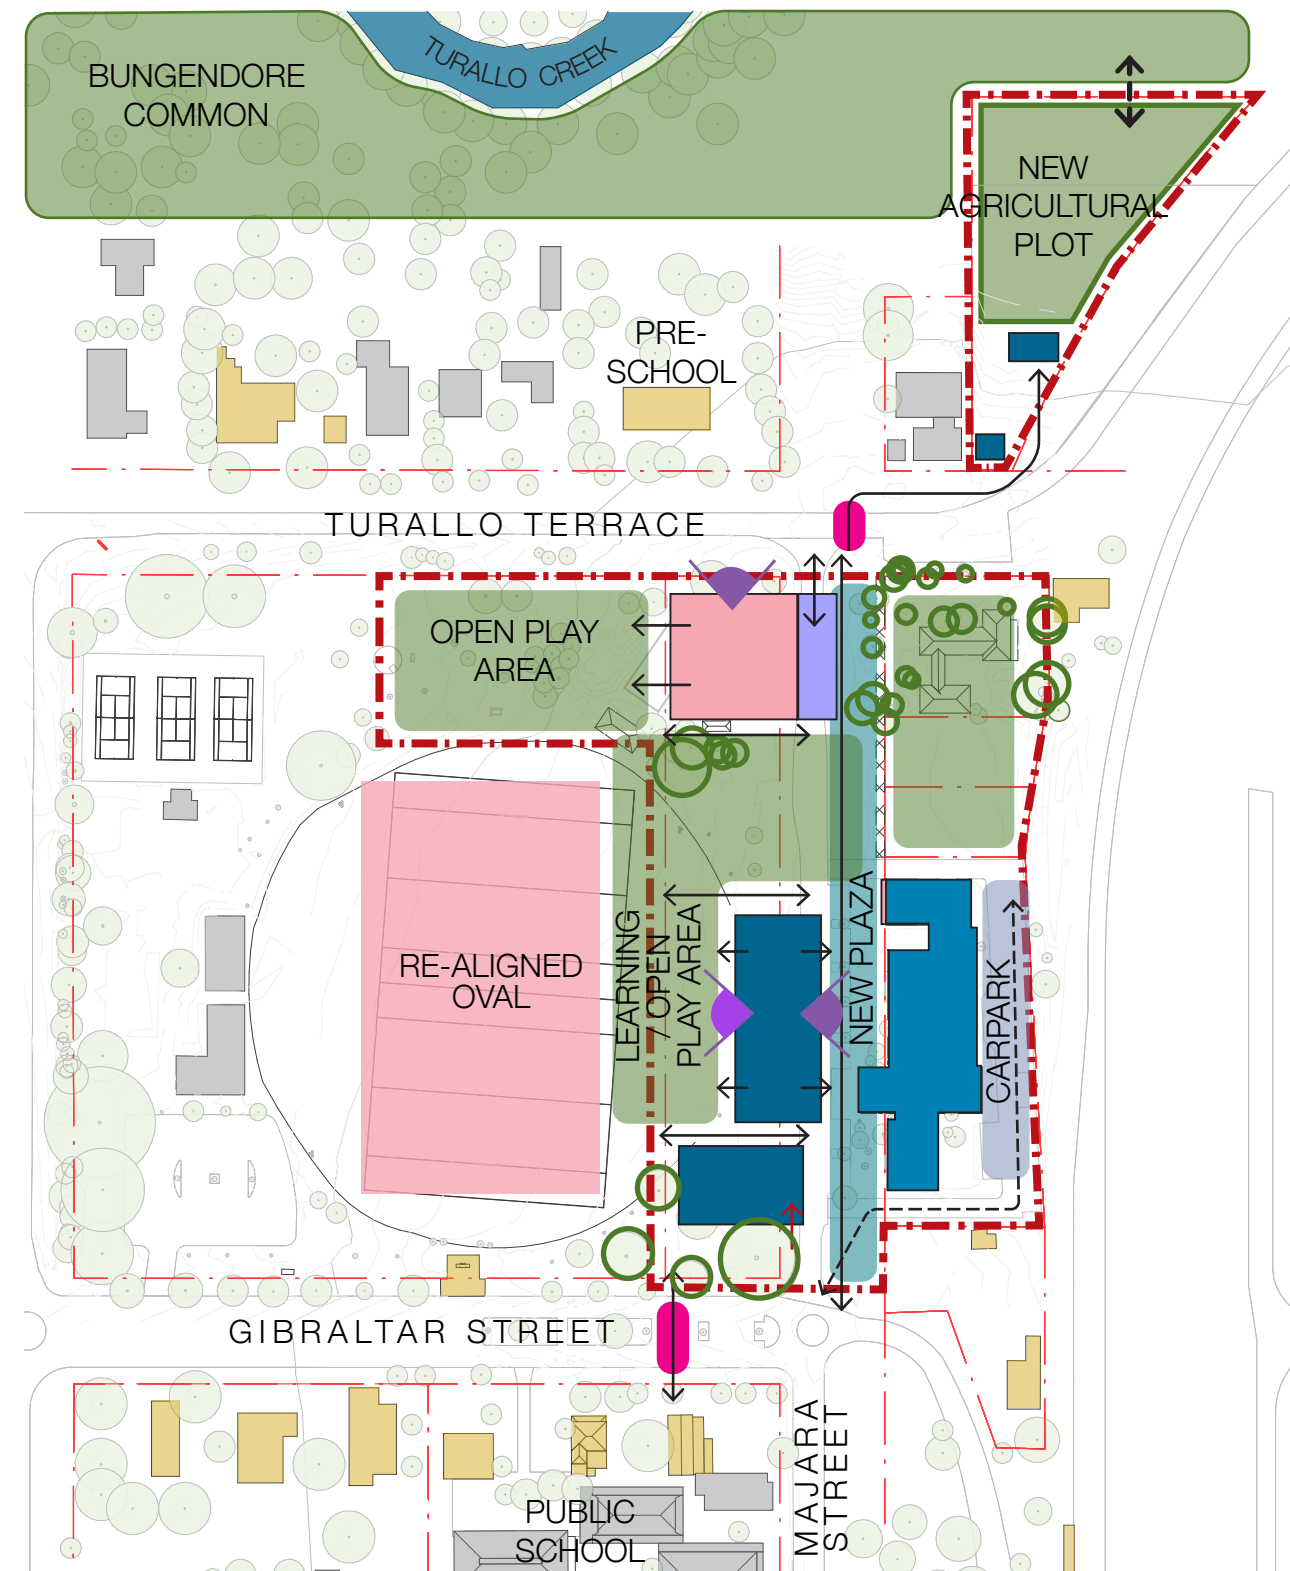 TURALLO CREEK
BUNGENDORE
COMMON
NEW
AGRICULTURAL
PLOT
PRE-
SCHOOL
TURALLO TERRACE
OPEN PLAY
AREA
RE-ALIGNED
OVAL
LEARNING
/ OPEN
PLAY AREA
NEW PLAZA
CARPARK
GIBRALTAR STREET
MAJARA
STREET
PUBLIC
SCHOOL